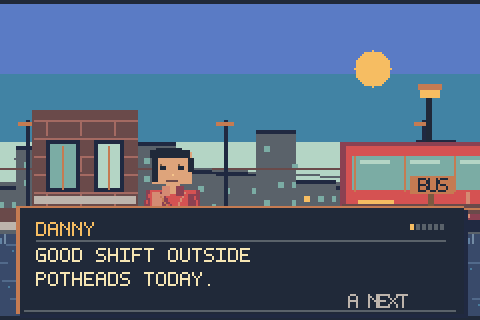 BUS
DANNY
GOOD SHIFT OUTSIDE
POTHEADS TODAY.
A NEXT